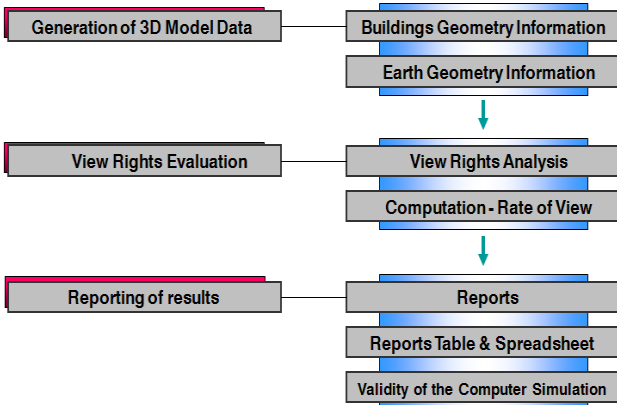 Generation of 3D Model Data
Buildings Geometry Information
Earth Geometry Information
View Rights Evaluation
View Rights Analysis
Computation - Rate of View
Reporting of results
Reports
Reports Table & Spreadsheet
Validity of the Computer Simulation